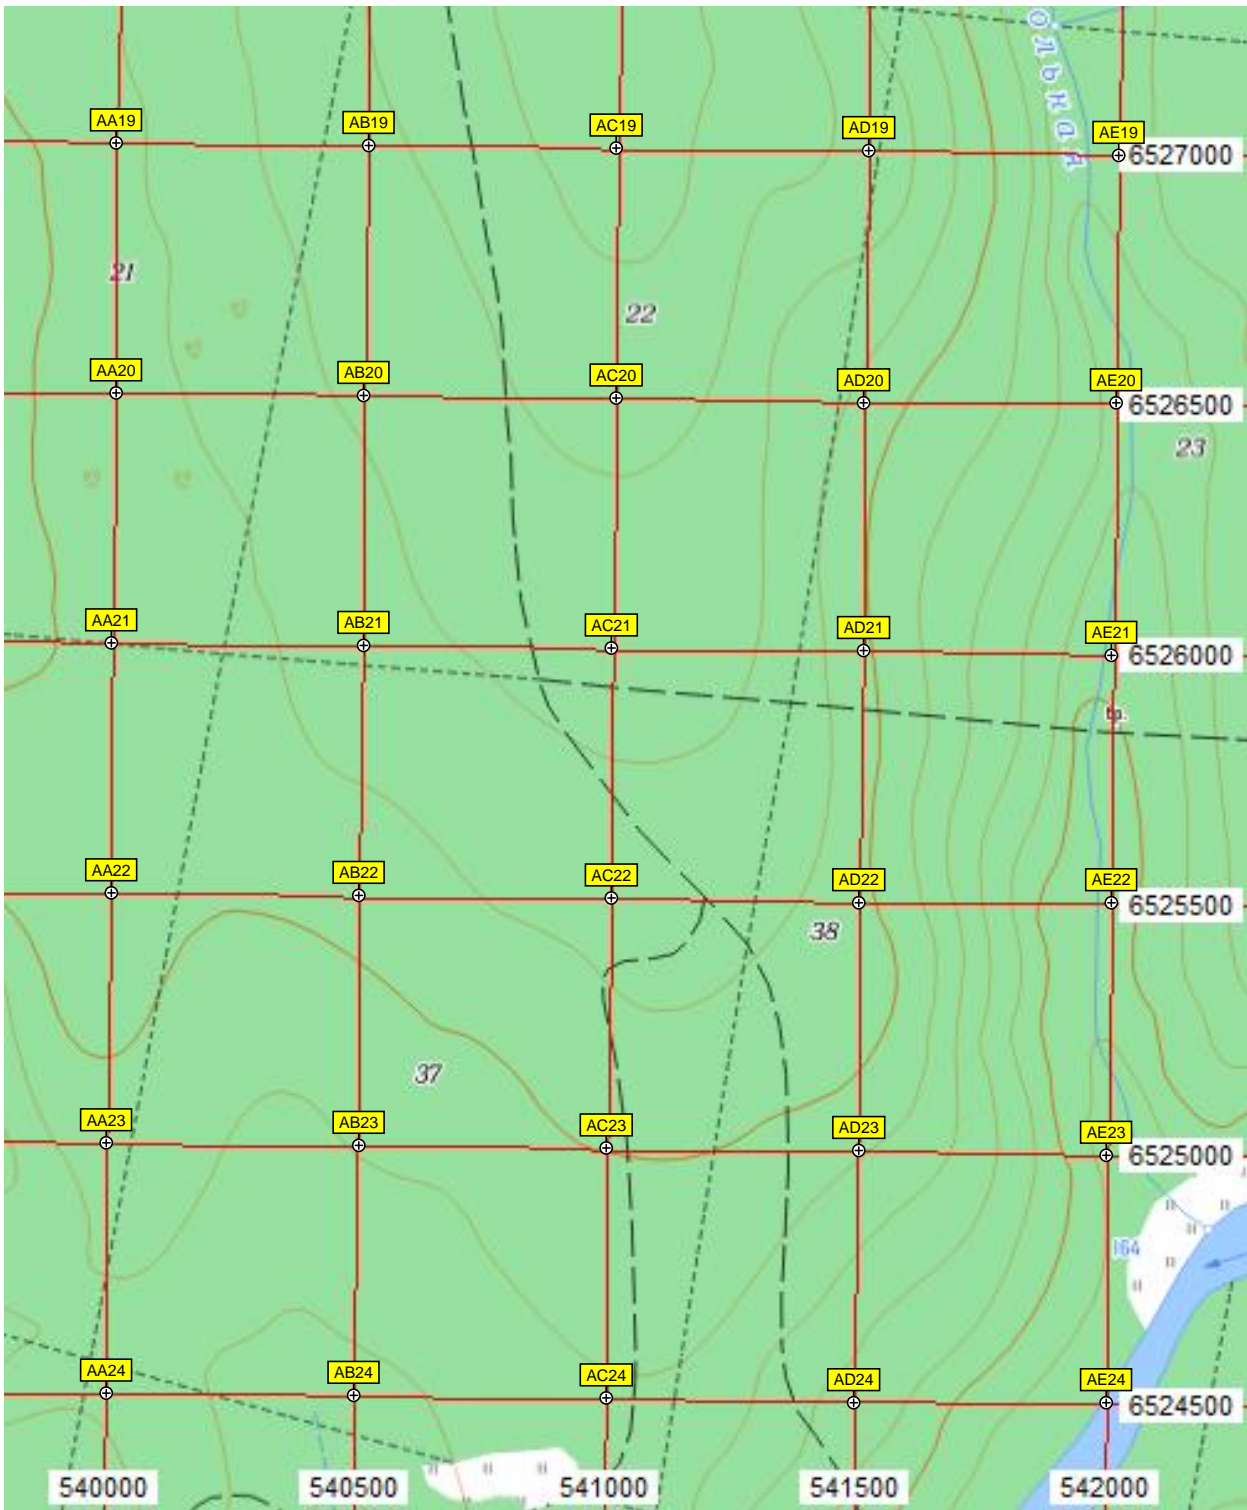 ольная
AA19 AB19 AC19 AD19 AE19
6527000
21
22
AA20 AB20 AC20 AD20 AE20
6526500
23
AA21 AB21 AC21 AD21 AE21
6526000
бр.
AA22 AB22 AC22 AD22 AE22
6525500
38
37
AA23 AB23 AC23 AD23 AE23
6525000
164
AA24 AB24 AC24 AD24 AE24
6524500
540000 540500 541000 541500 542000